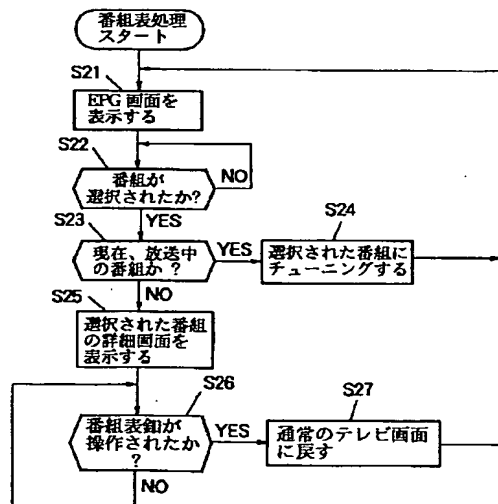 番組表処理
スタート
S21
EPG 画面を
表示する
S22
番組が
選択されたか?
NO
YES
S23
現在、放送中
の番組か ?
YES
S24
選択された番組に
チューニングする
NO
S25
選択された番組
の詳細画面を
表示する
S26
番組表釦が
操作されたか
?
YES
S27
通常のテレビ画面
に戻す
NO